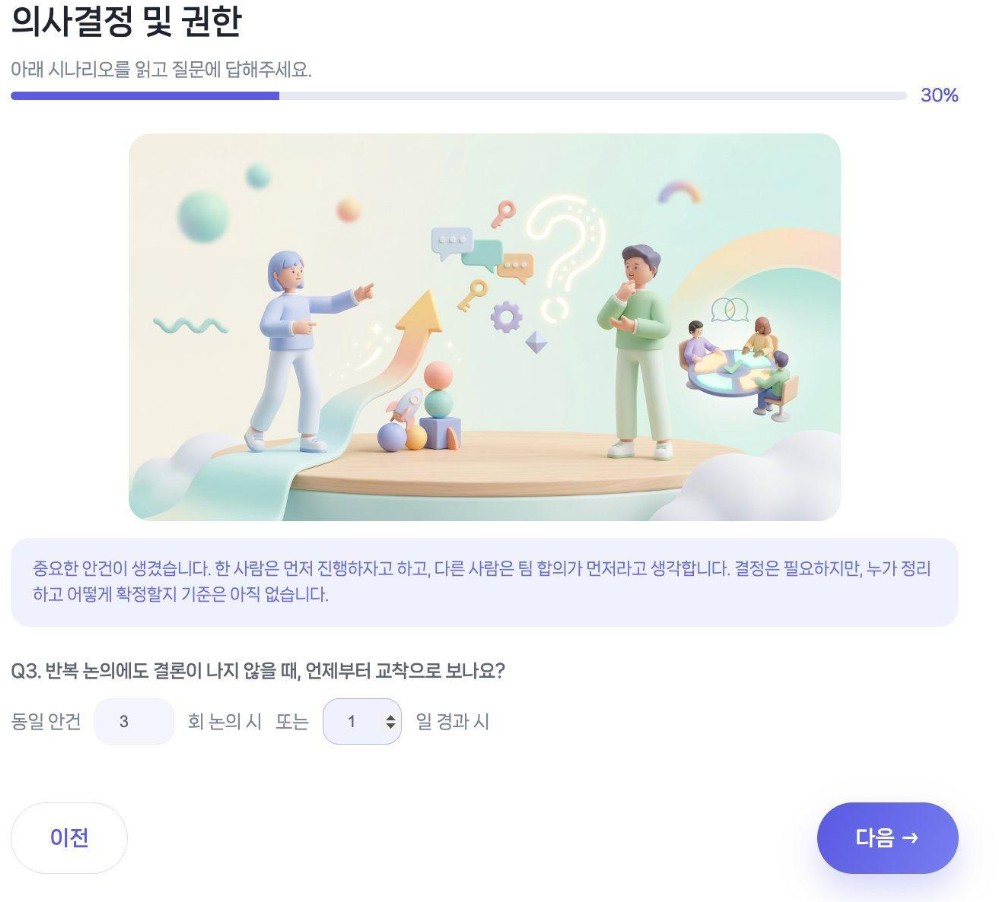 의사결정 및 권한
아래 시나리오를 읽고 질문에 답해주세요.
30%
중요한 안건이 생겼습니다. 한 사람은 먼저 진행하자고 하고, 다른 사람은 팀 합의가 먼저라고 생각합니다. 결정은 필요하지만, 누가 정리
하고 어떻게 확정할지 기준은 아직 없습니다.
Q3. 반복 논의에도 결론이 나지 않을 때, 언제부터 교착으로 보나요?
동일 안건 3 회 논의 시 또는 1 일 경과 시
이전
다음 →